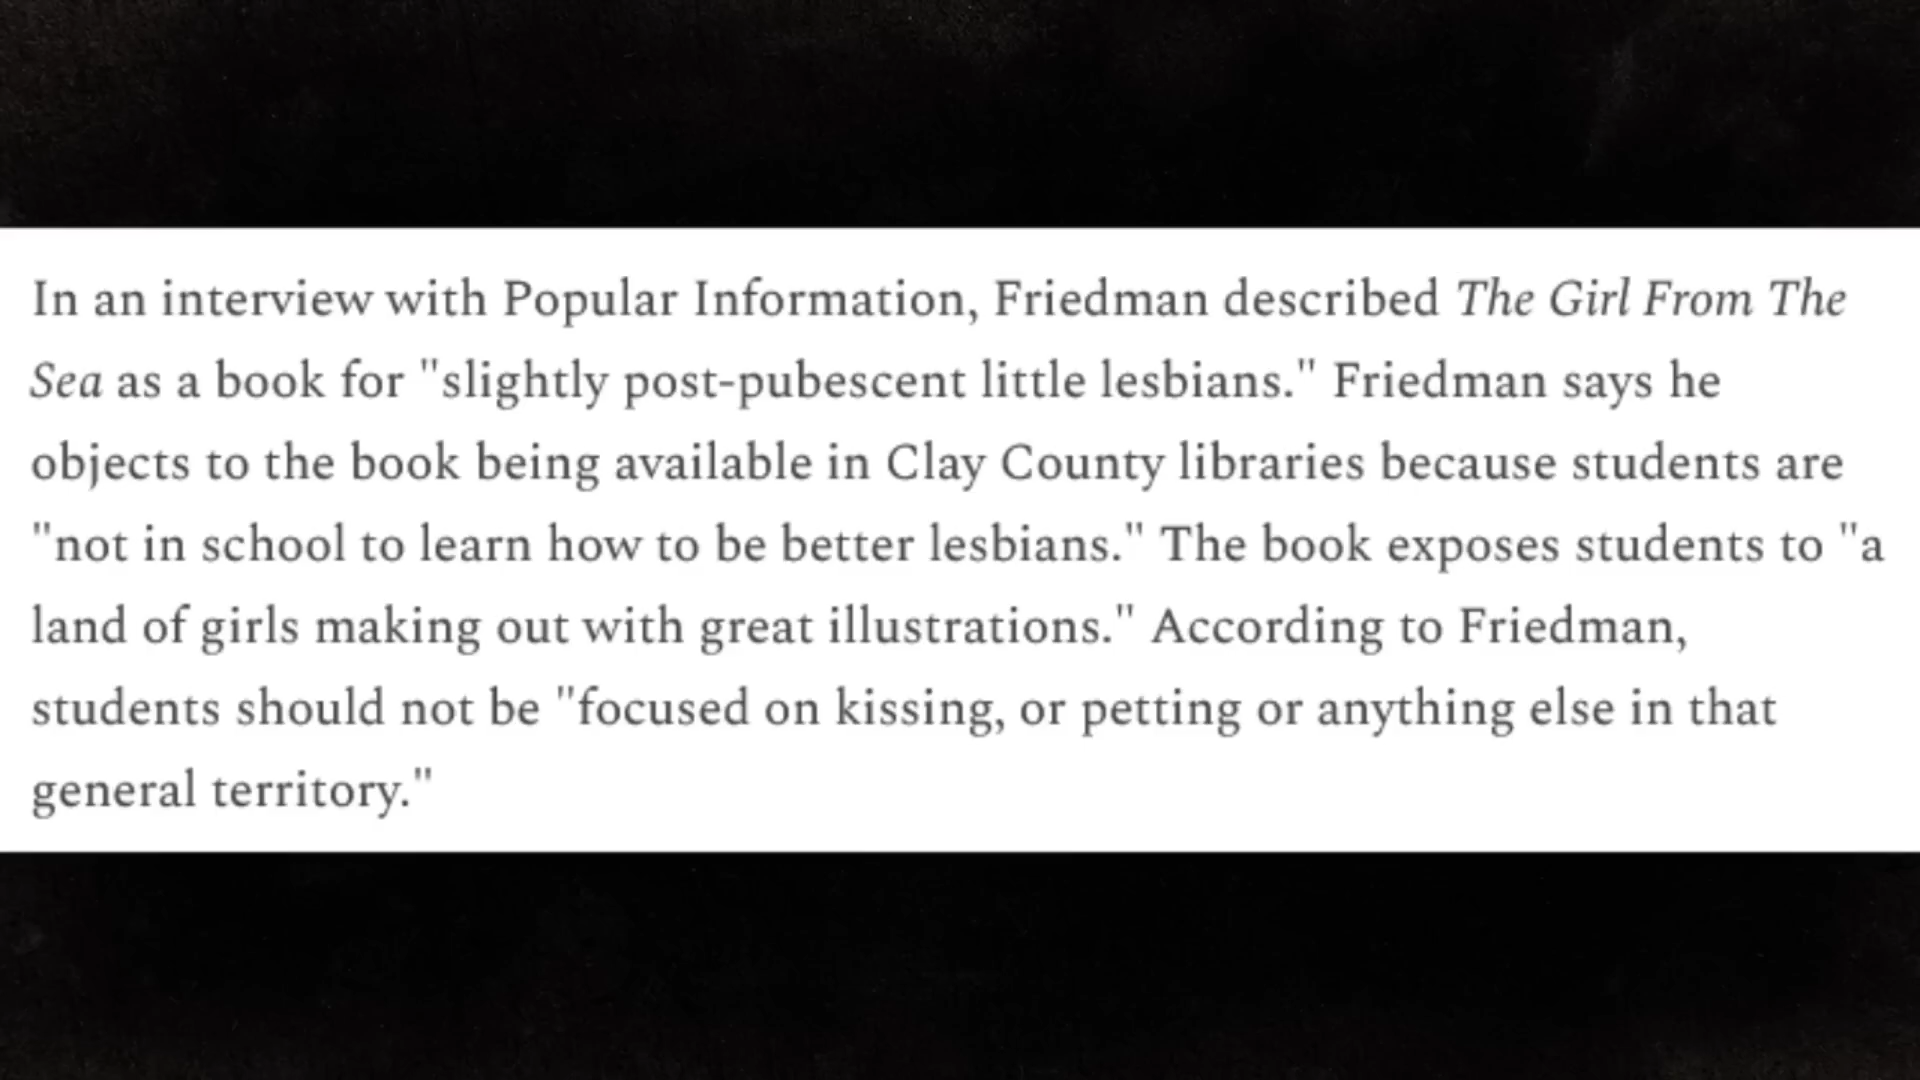 In an interview with Popular Information, Friedman described The Girl From The
Sea as a book for "slightly post-pubescent little lesbians." Friedman says he
objects to the book being available in Clay County libraries because students are
"not in school to learn how to be better lesbians." The book exposes students to "a
land of girls making out with great illustrations." According to Friedman,
students should not be "focused on kissing, or petting or anything else in that
general territory."